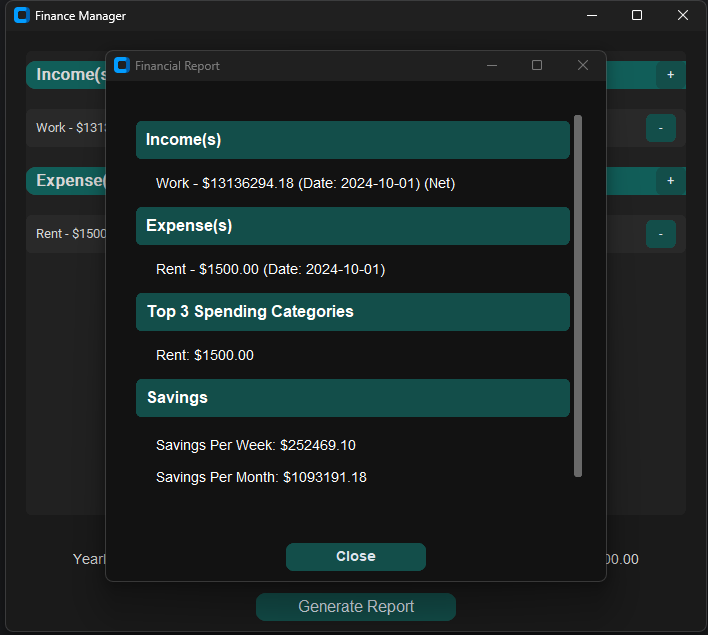 Finance Manager
Financial Report
Income(s
+
Income(s)
Work - $1313
-
Work - $13136294.18 (Date: 2024-10-01) (Net)
Expense(
+
Expense(s)
Rent - $1500
-
Rent - $1500.00 (Date: 2024-10-01)
Top 3 Spending Categories
Rent: $1500.00
Savings
Savings Per Week: $252469.10
Savings Per Month: $1093191.18
Close
Yearl
00.00
Generate Report